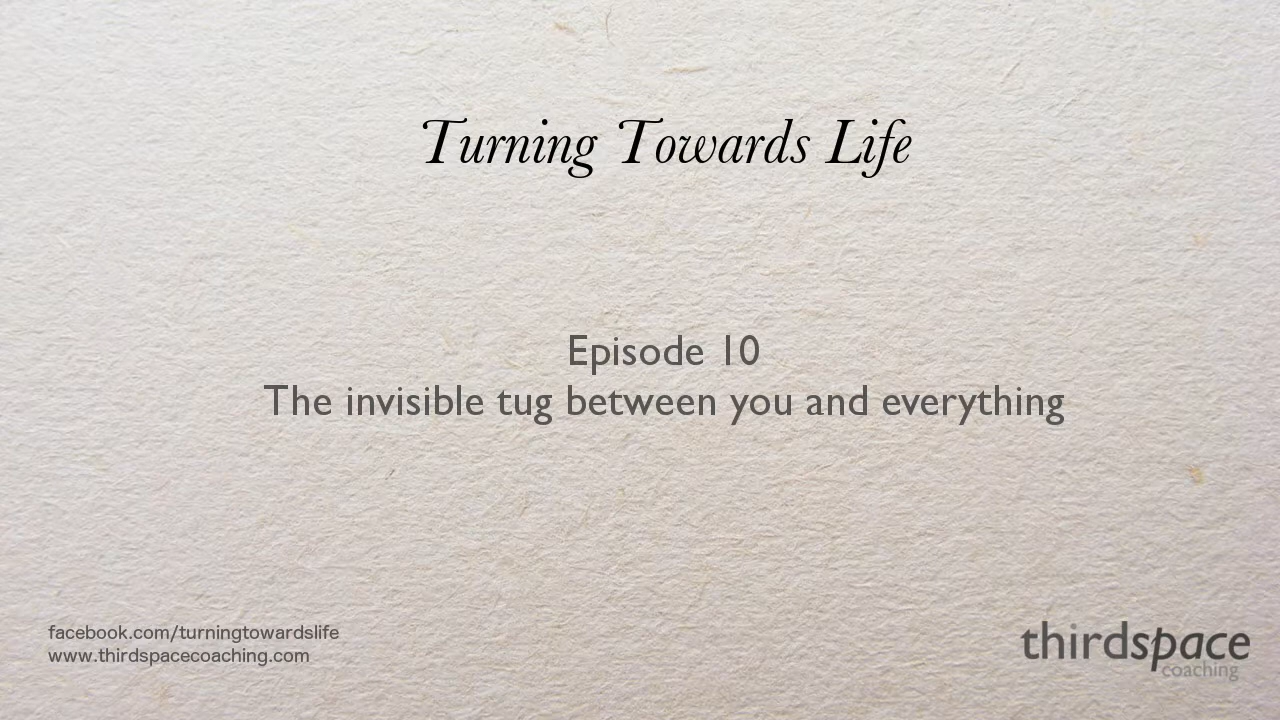 Turning Towards Life
Episode 10
The invisible tug between you and everything
facebook.com/turningtowardslife
www.thirdspacecoaching.com
thirdspace
coaching